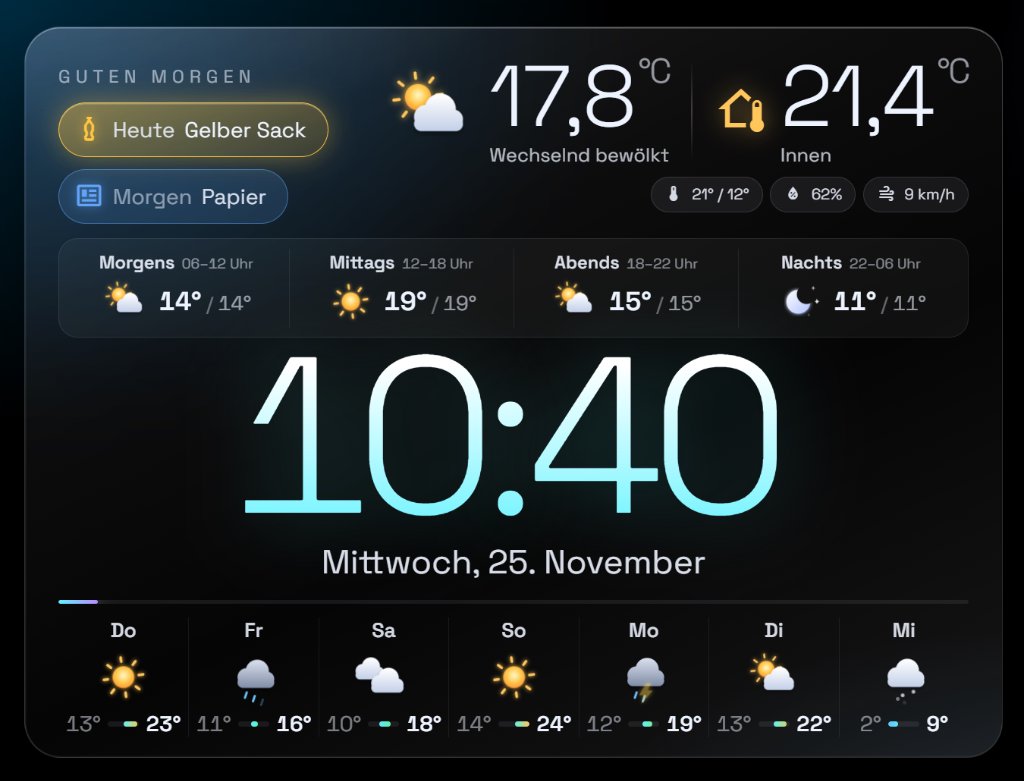 GUTEN MORGEN
Heute Gelber Sack
Morgen Papier
17,8 °C
Wechselnd bewölkt
21,4 °C
Innen
21° / 12°
62%
9 km/h
Morgens 06–12 Uhr
14° / 14°
Mittags 12–18 Uhr
19° / 19°
Abends 18–22 Uhr
15° / 15°
Nachts 22–06 Uhr
11° / 11°
10:40
Mittwoch, 25. November
Do
13° 23°
Fr
11° 16°
Sa
10° 18°
So
14° 24°
Mo
12° 19°
Di
13° 22°
Mi
2° 9°